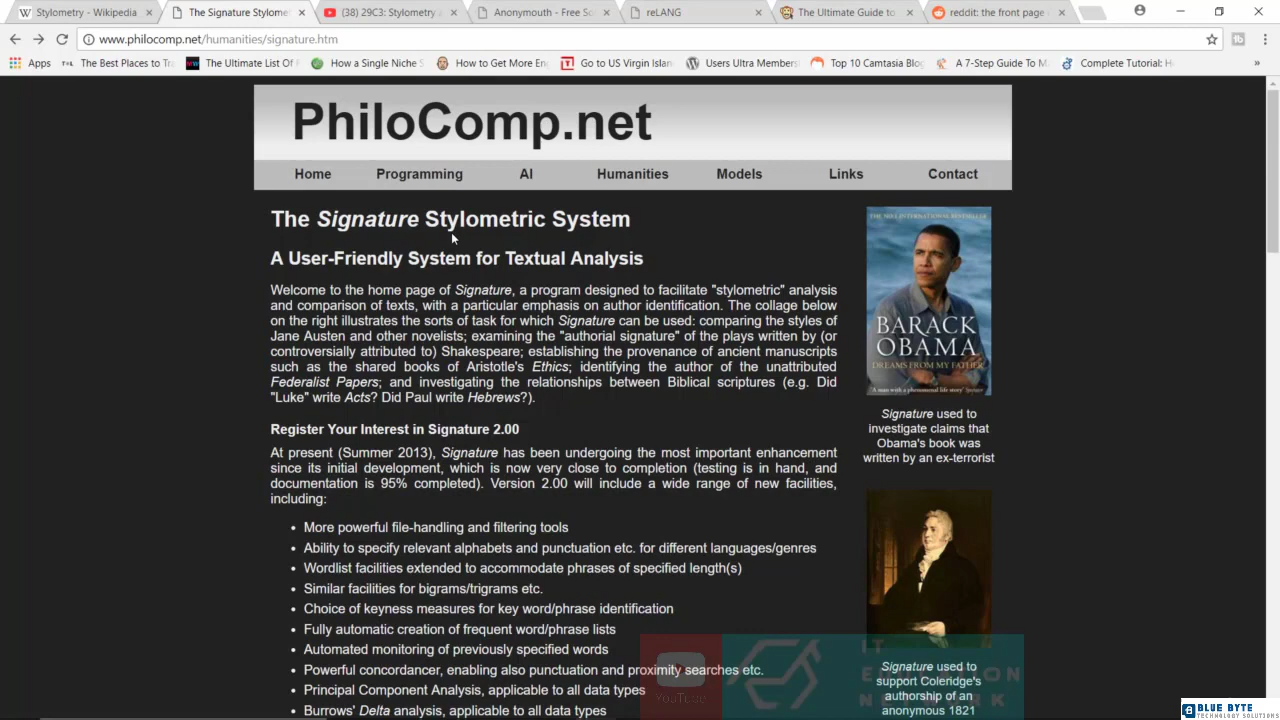 Stylometry - Wikipedia
The Signature Stylomet
(38) 29C3: Stylometry a
Anonymouth - Free So
reLANG
The Ultimate Guide to
reddit: the front page
www.philocomp.net/humanities/signature.htm
Apps
The Best Places to Tr
The Ultimate List Of F
How a Single Niche S
How to Get More En
Go to US Virgin Islan
Users Ultra Members
Top 10 Camtasia Blog
A 7-Step Guide To M
Complete Tutorial: H
»
PhiloComp.net
Home Programming AI Humanities Models Links Contact
The Signature Stylometric System
A User-Friendly System for Textual Analysis
Welcome to the home page of Signature, a program designed to facilitate "stylometric" analysis
and comparison of texts, with a particular emphasis on author identification. The collage below
on the right illustrates the sorts of task for which Signature can be used: comparing the styles of
Jane Austen and other novelists; examining the "authorial signature" of the plays written by (or
controversially attributed to) Shakespeare; establishing the provenance of ancient manuscripts
such as the shared books of Aristotle's Ethics; identifying the author of the unattributed
Federalist Papers; and investigating the relationships between Biblical scriptures (e.g. Did
"Luke" write Acts? Did Paul write Hebrews?).
Register Your Interest in Signature 2.00
At present (Summer 2013), Signature has been undergoing the most important enhancement
since its initial development, which is now very close to completion (testing is in hand, and
documentation is 95% completed). Version 2.00 will include a wide range of new facilities,
including:
• More powerful file-handling and filtering tools
• Ability to specify relevant alphabets and punctuation etc. for different languages/genres
• Wordlist facilities extended to accommodate phrases of specified length(s)
• Similar facilities for bigrams/trigrams etc.
• Choice of keyness measures for key word/phrase identification
• Fully automatic creation of frequent word/phrase lists
• Automated monitoring of previously specified words
• Powerful concordancer, enabling also punctuation and proximity searches etc.
• Principal Component Analysis, applicable to all data types
• Burrows' Delta analysis, applicable to all data types
THE NO.1 INTERNATIONAL BESTSELLER
BARACK
OBAMA
DREAMS FROM MY FATHER
Signature used to
investigate claims that
Obama's book was
written by an ex-terrorist
Signature used to
support Coleridge's
authorship of an
anonymous 1821
YouTube
IT
EDUCATION
NETWORK
BLUE BYTE
TECHNOLOGY SOLUTIONS